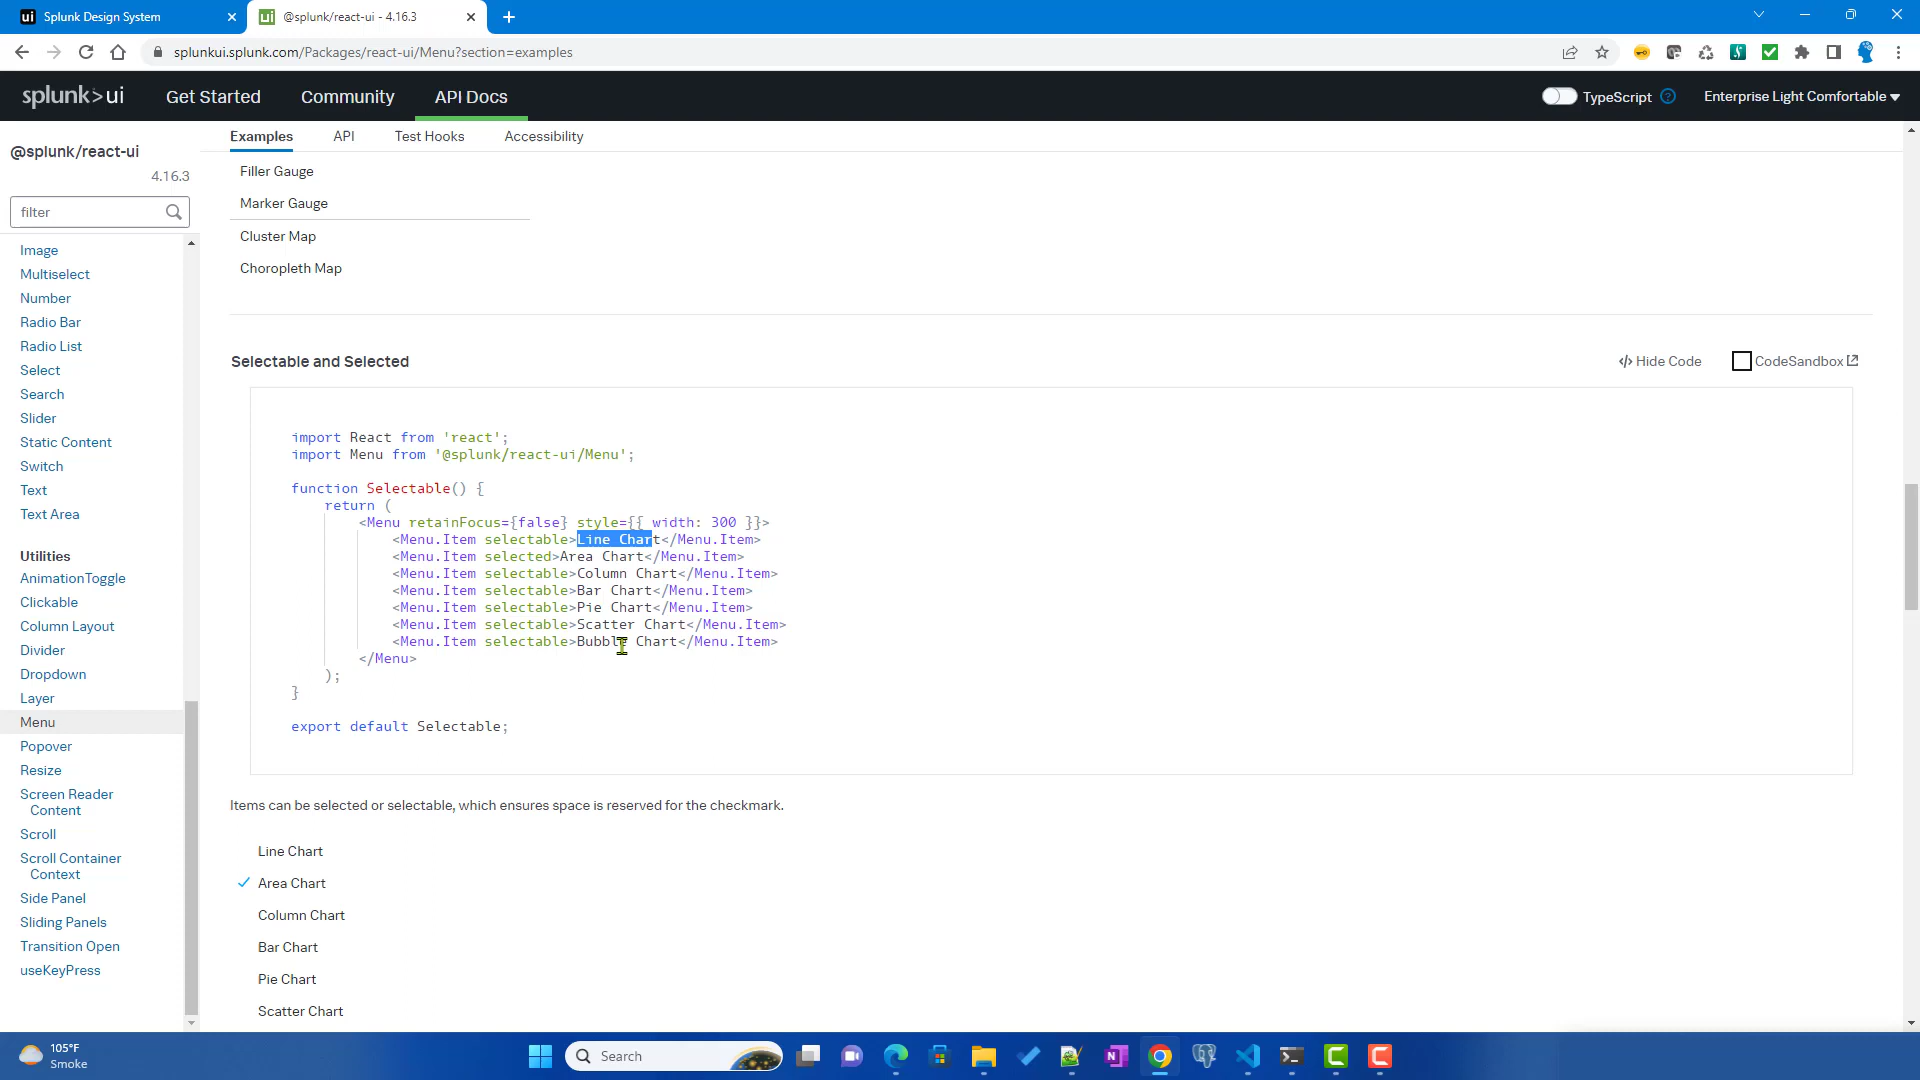 Splunk Design System
@splunk/react-ui - 4.16.3
splunkui.splunk.com/Packages/react-ui/Menu?section=examples
splunk>ui
Get Started
Community
API Docs
TypeScript
Enterprise Light Comfortable
@splunk/react-ui
4.16.3
filter
Image
Multiselect
Number
Radio Bar
Radio List
Select
Search
Slider
Static Content
Switch
Text
Text Area
Utilities
AnimationToggle
Clickable
Column Layout
Divider
Dropdown
Layer
Menu
Popover
Resize
Screen Reader
Content
Scroll
Scroll Container
Context
Side Panel
Sliding Panels
Transition Open
useKeyPress
Examples
API
Test Hooks
Accessibility
Filler Gauge
Marker Gauge
Cluster Map
Choropleth Map
Selectable and Selected
</> Hide Code
CodeSandbox
import React from 'react';
import Menu from '@splunk/react-ui/Menu';
function Selectable() {
return (
<Menu retainFocus={false} style={{ width: 300 }}>
<Menu.Item selectable>Line Chart</Menu.Item>
<Menu.Item selected>Area Chart</Menu.Item>
<Menu.Item selectable>Column Chart</Menu.Item>
<Menu.Item selectable>Bar Chart</Menu.Item>
<Menu.Item selectable>Pie Chart</Menu.Item>
<Menu.Item selectable>Scatter Chart</Menu.Item>
<Menu.Item selectable>Bubble Chart</Menu.Item>
</Menu>
);
}
export default Selectable;
Items can be selected or selectable, which ensures space is reserved for the checkmark.
Line Chart
Area Chart
Column Chart
Bar Chart
Pie Chart
Scatter Chart
105°F
Smoke
Search